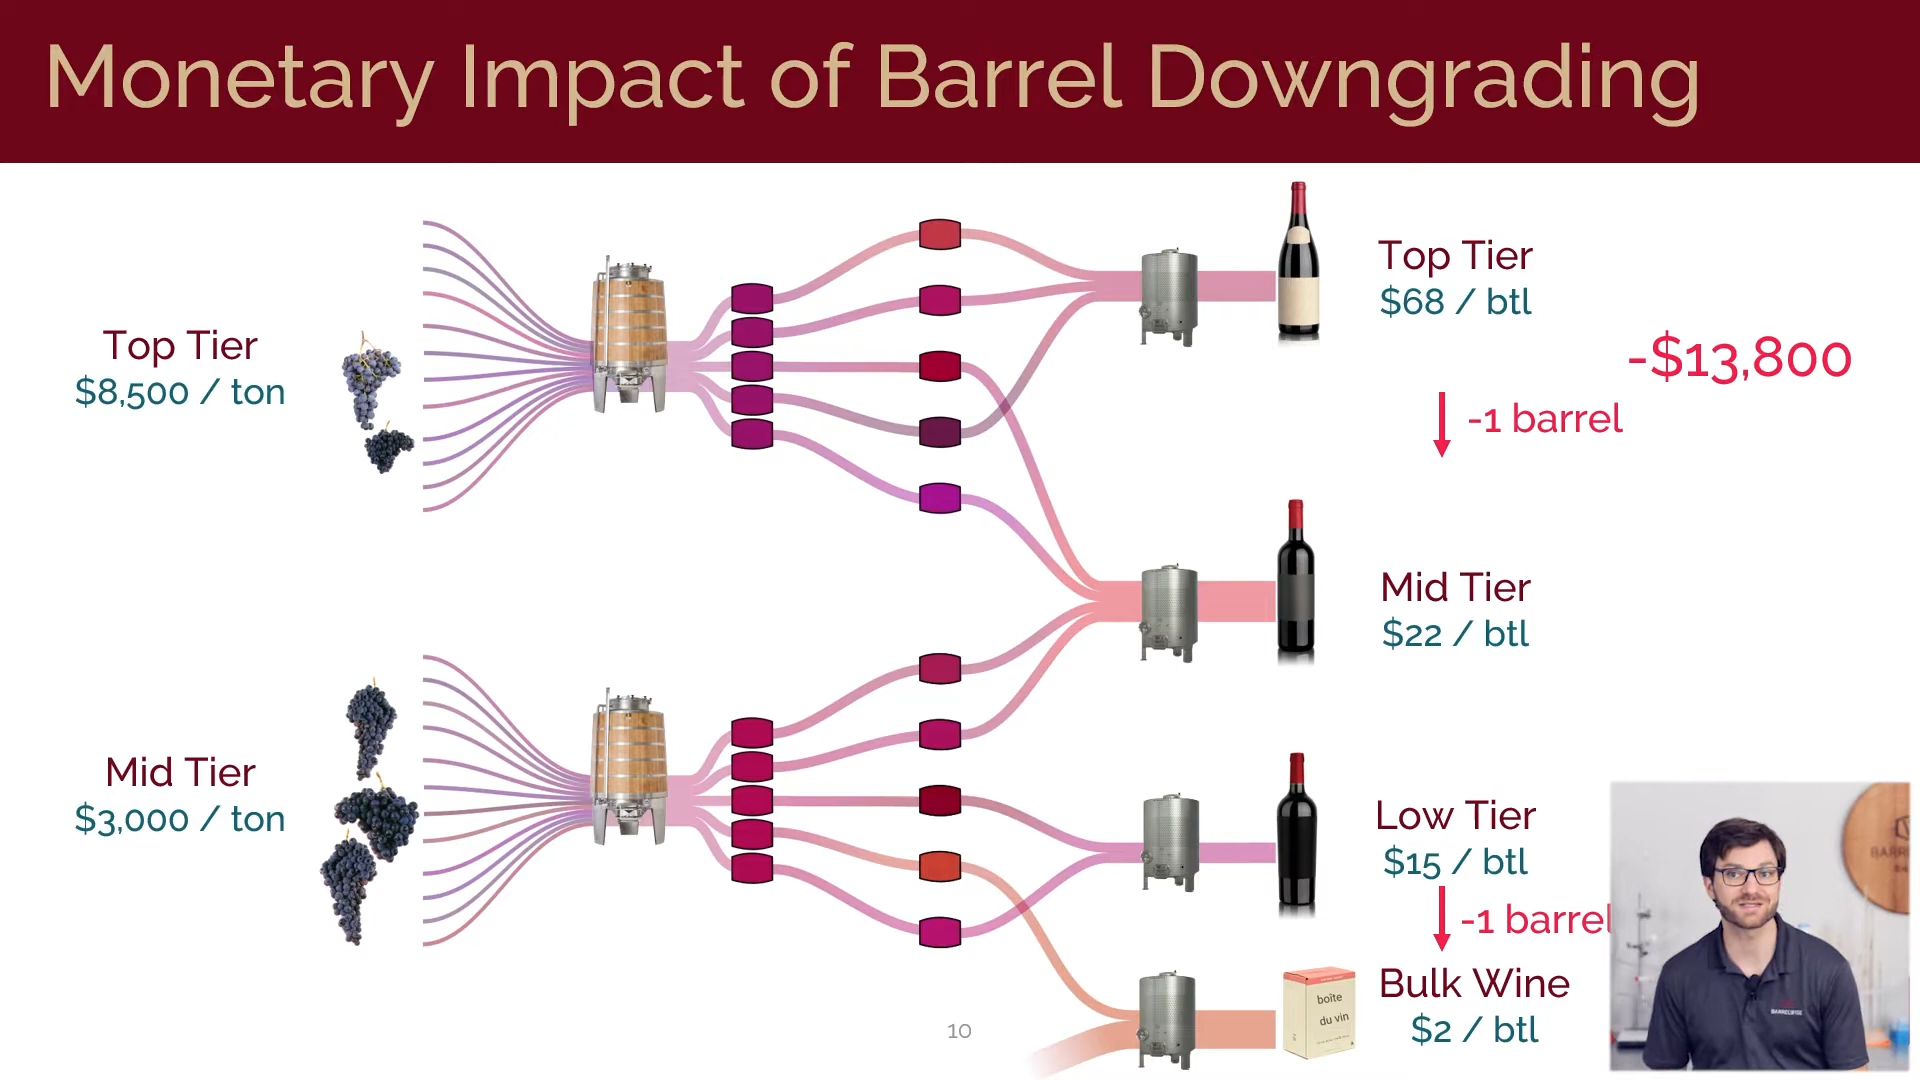 Monetary Impact of Barrel Downgrading
Top Tier
$8,500 / ton
Top Tier
$68 / btl
-$13,800
-1 barrel
Mid Tier
$22 / btl
Mid Tier
$3,000 / ton
Low Tier
$15 / btl
-1 barrel
Bulk Wine
$2 / btl
boîte
du vin
10
BARRELWISE